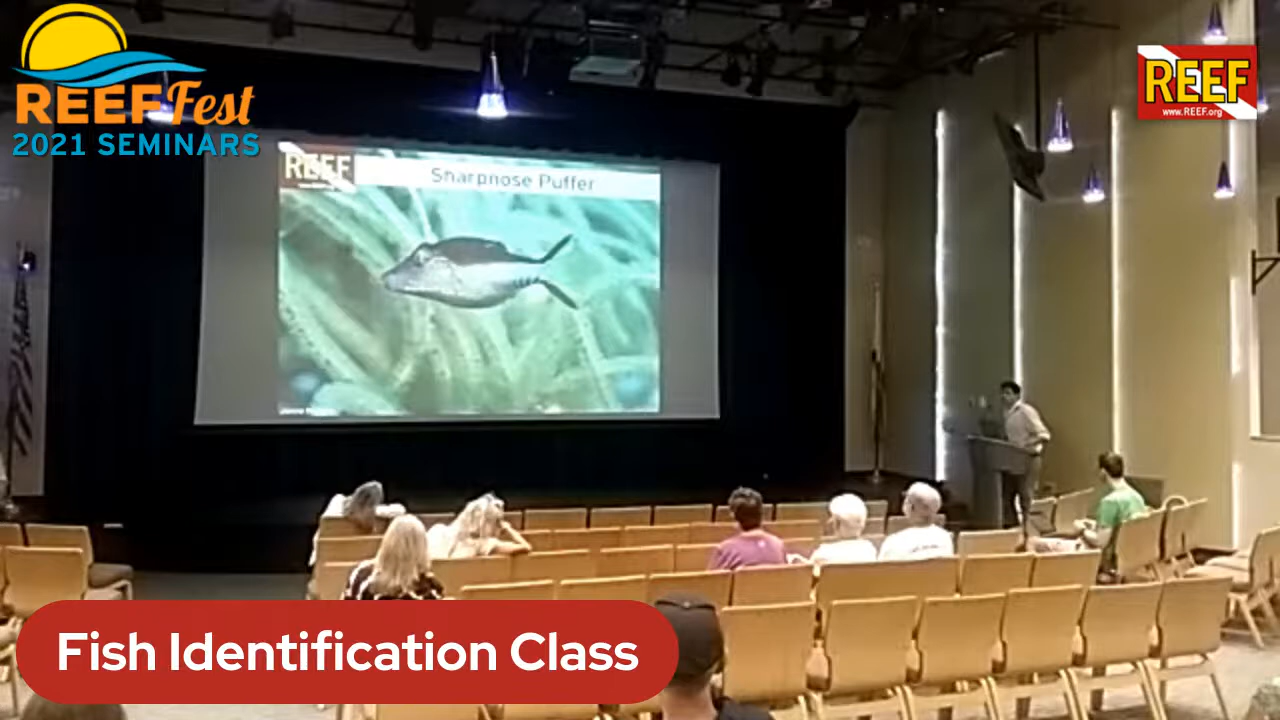 REEF Fest
2021 SEMINARS
REEF
www.REEF.org
REEF
Sharpnose Puffer
Fish Identification Class